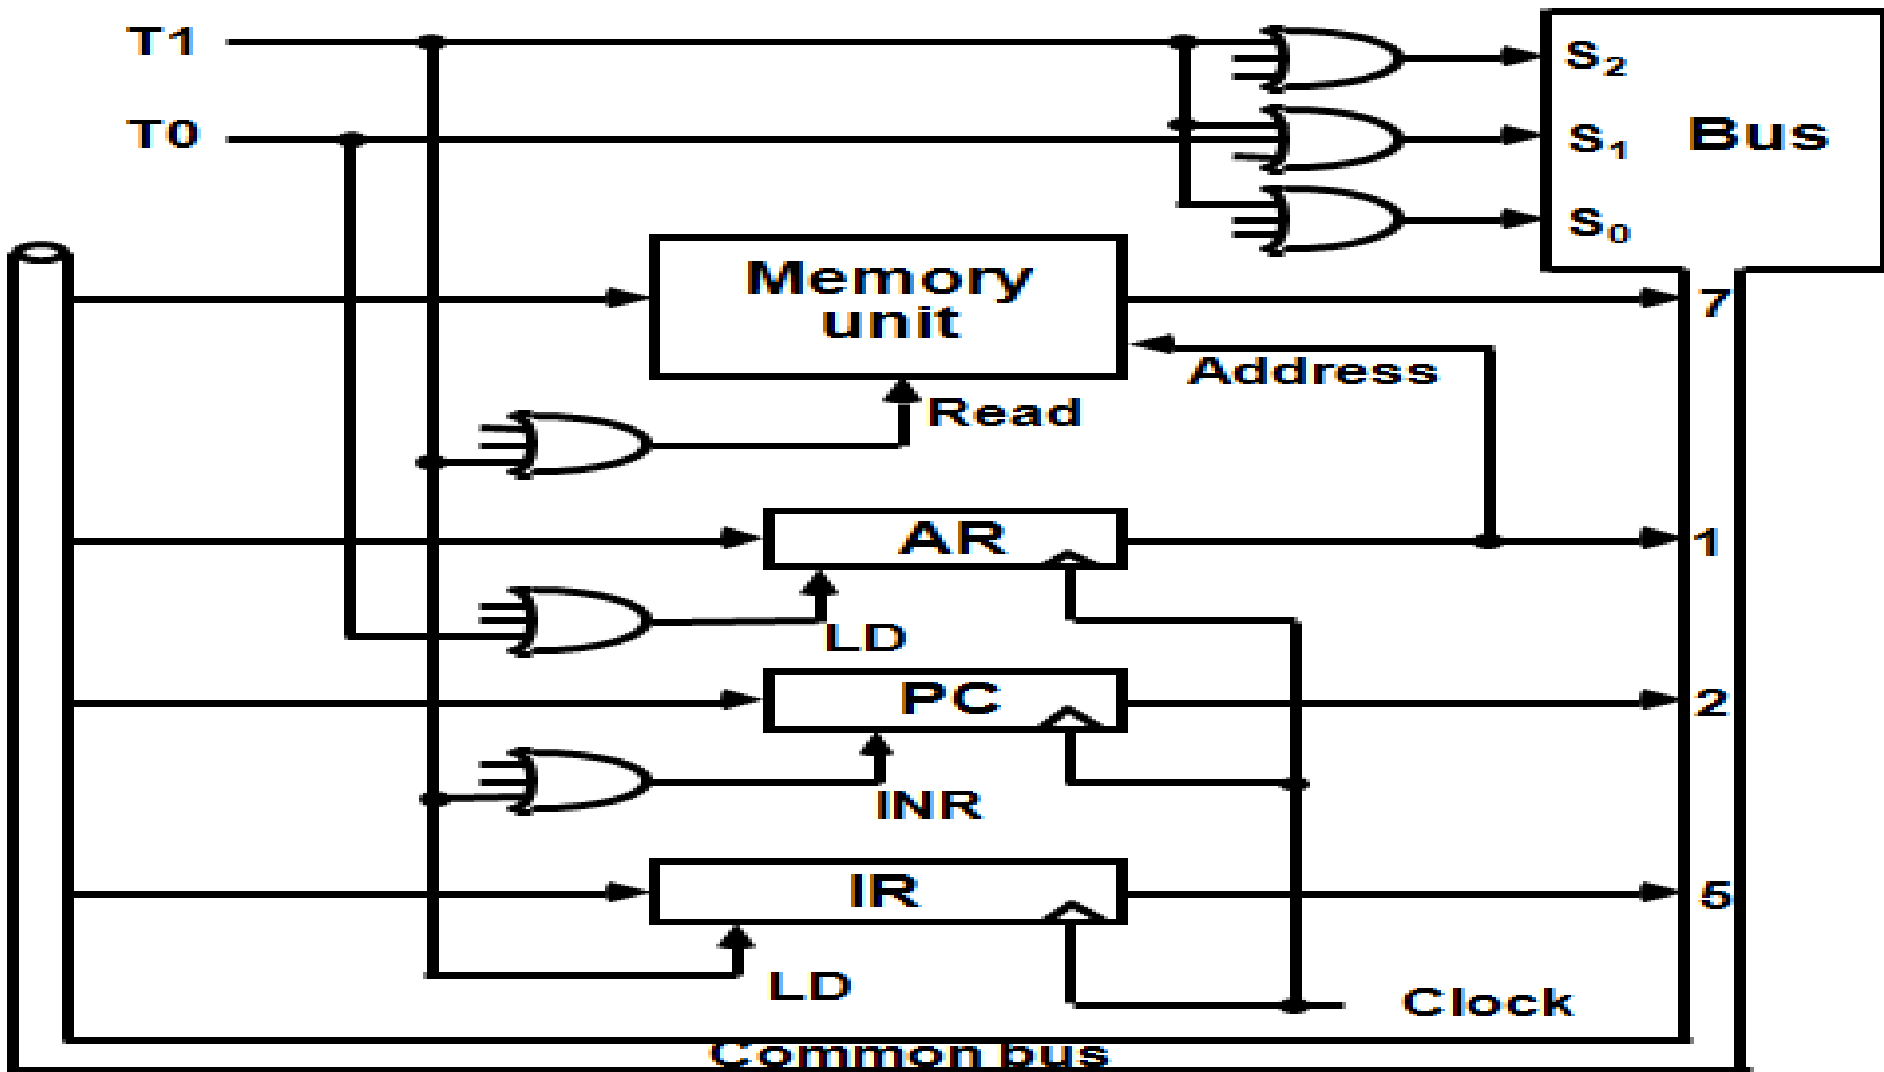 T1
S2
T0
S1
Bus
S0
Memory
unit
7
Address
Read
AR
1
LD
PC
2
INR
IR
5
LD
Clock
Common bus